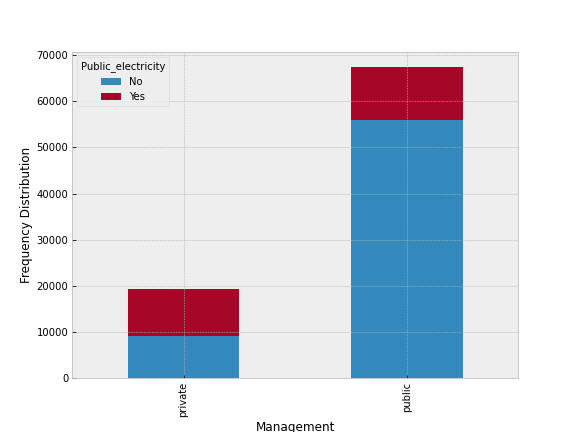 Public_electricity
No
Yes
70000
60000
50000
40000
30000
20000
10000
0
Frequency Distribution
private
public
Management